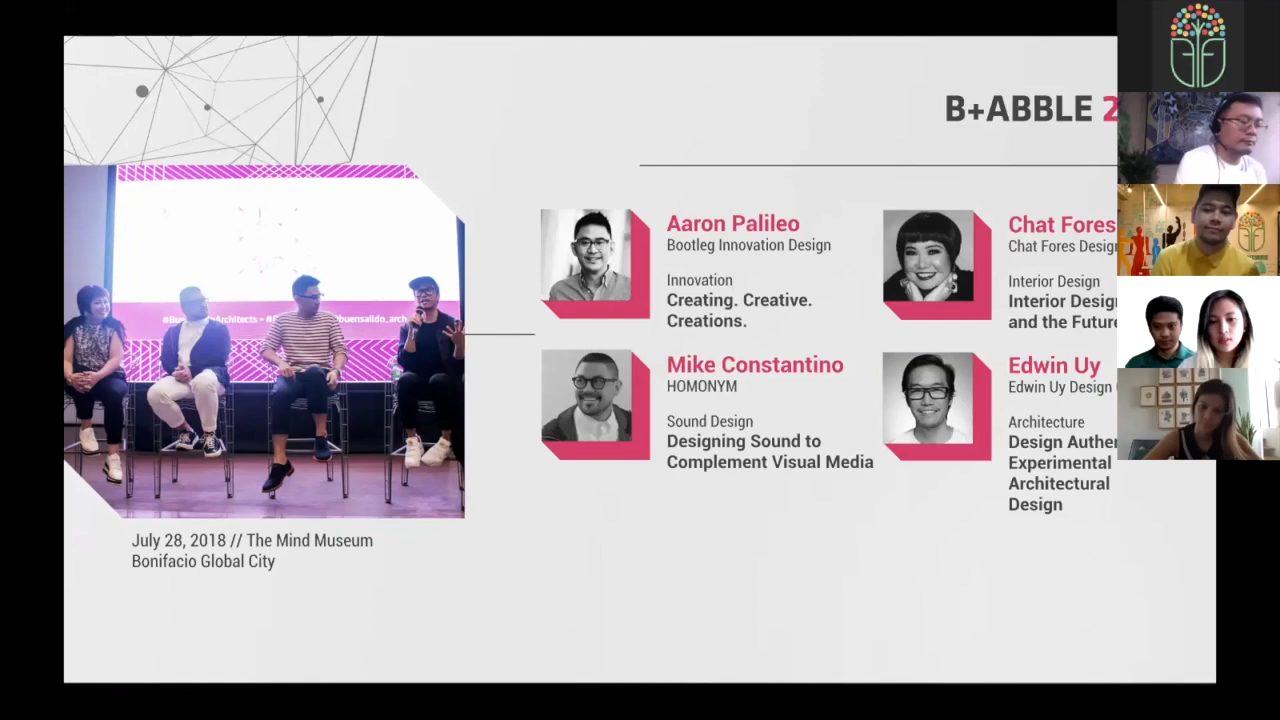 B+ABBLE 2
Aaron Palileo
Bootleg Innovation Design
Innovation
Creating. Creative.
Creations.
Chat Fores
Chat Fores Design
Interior Design
Interior Design
and the Future
Mike Constantino
HOMONYM
Sound Design
Designing Sound to
Complement Visual Media
Edwin Uy
Edwin Uy Design
Architecture
Design
Experimental
Architectural
Design
July 28, 2018 // The Mind Museum
Bonifacio Global City